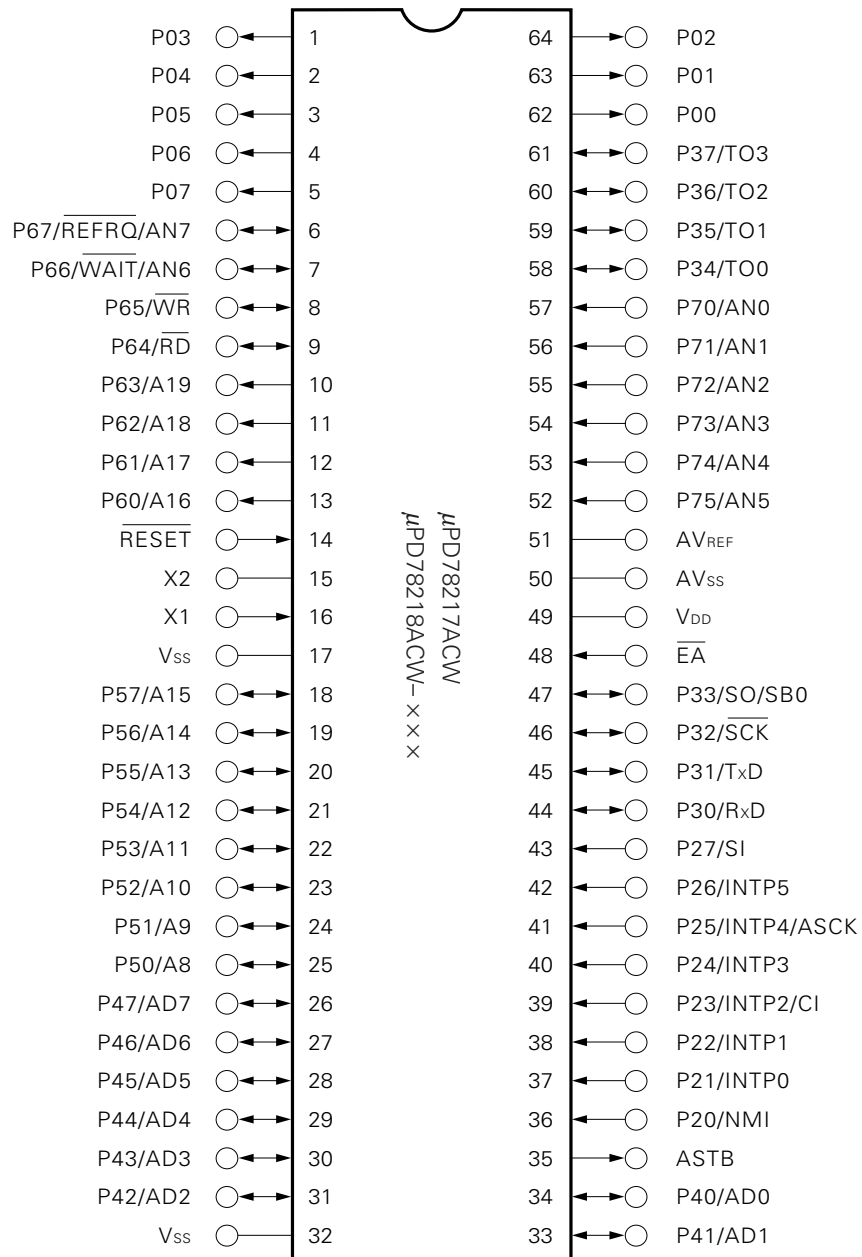 P03 1 64 P02
P04 2 63 P01
P05 3 62 P00
P06 4 61 P37/TO3
P07 5 60 P36/TO2
P67/REFRQ/AN7 6 59 P35/TO1
P66/WAIT/AN6 7 58 P34/TO0
P65/WR 8 57 P70/AN0
P64/RD 9 56 P71/AN1
P63/A19 10 55 P72/AN2
P62/A18 11 54 P73/AN3
P61/A17 12 53 P74/AN4
P60/A16 13 52 P75/AN5
RESET 14 51 AVREF
X2 15 50 AVSS
X1 16 49 VDD
VSS 17 48 EA
P57/A15 18 47 P33/SO/SB0
P56/A14 19 46 P32/SCK
P55/A13 20 45 P31/TxD
P54/A12 21 44 P30/RxD
P53/A11 22 43 P27/SI
P52/A10 23 42 P26/INTP5
P51/A9 24 41 P25/INTP4/ASCK
P50/A8 25 40 P24/INTP3
P47/AD7 26 39 P23/INTP2/CI
P46/AD6 27 38 P22/INTP1
P45/AD5 28 37 P21/INTP0
P44/AD4 29 36 P20/NMI
P43/AD3 30 35 ASTB
P42/AD2 31 34 P40/AD0
VSS 32 33 P41/AD1
μPD78217ACW
μPD78218ACW–×××